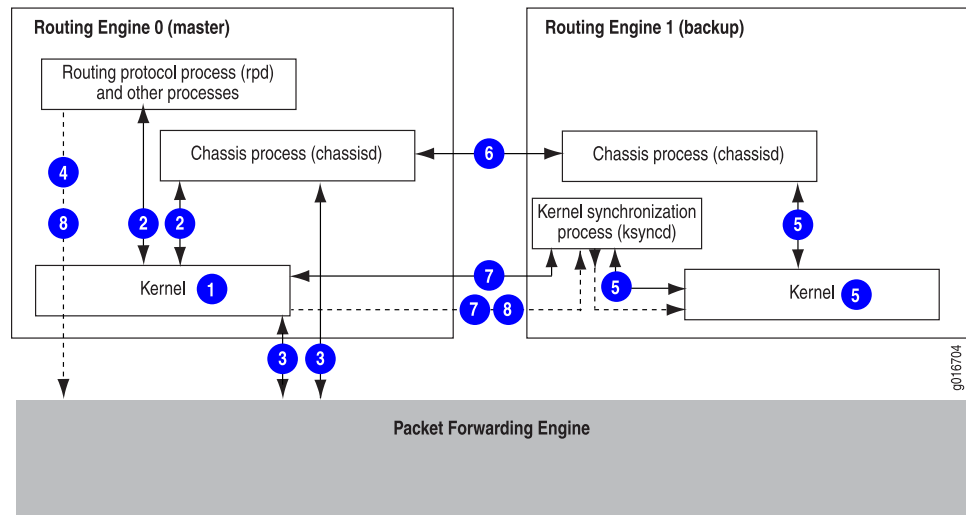 Routing Engine 0 (master)
Routing protocol process (rpd)
and other processes
Chassis process (chassisd)
4
8
2
2
Kernel 1
3
3
6
7
7 8
Routing Engine 1 (backup)
Chassis process (chassisd)
Kernel synchronization
process (ksyncd)
5
5
Kernel 5
g016704
Packet Forwarding Engine